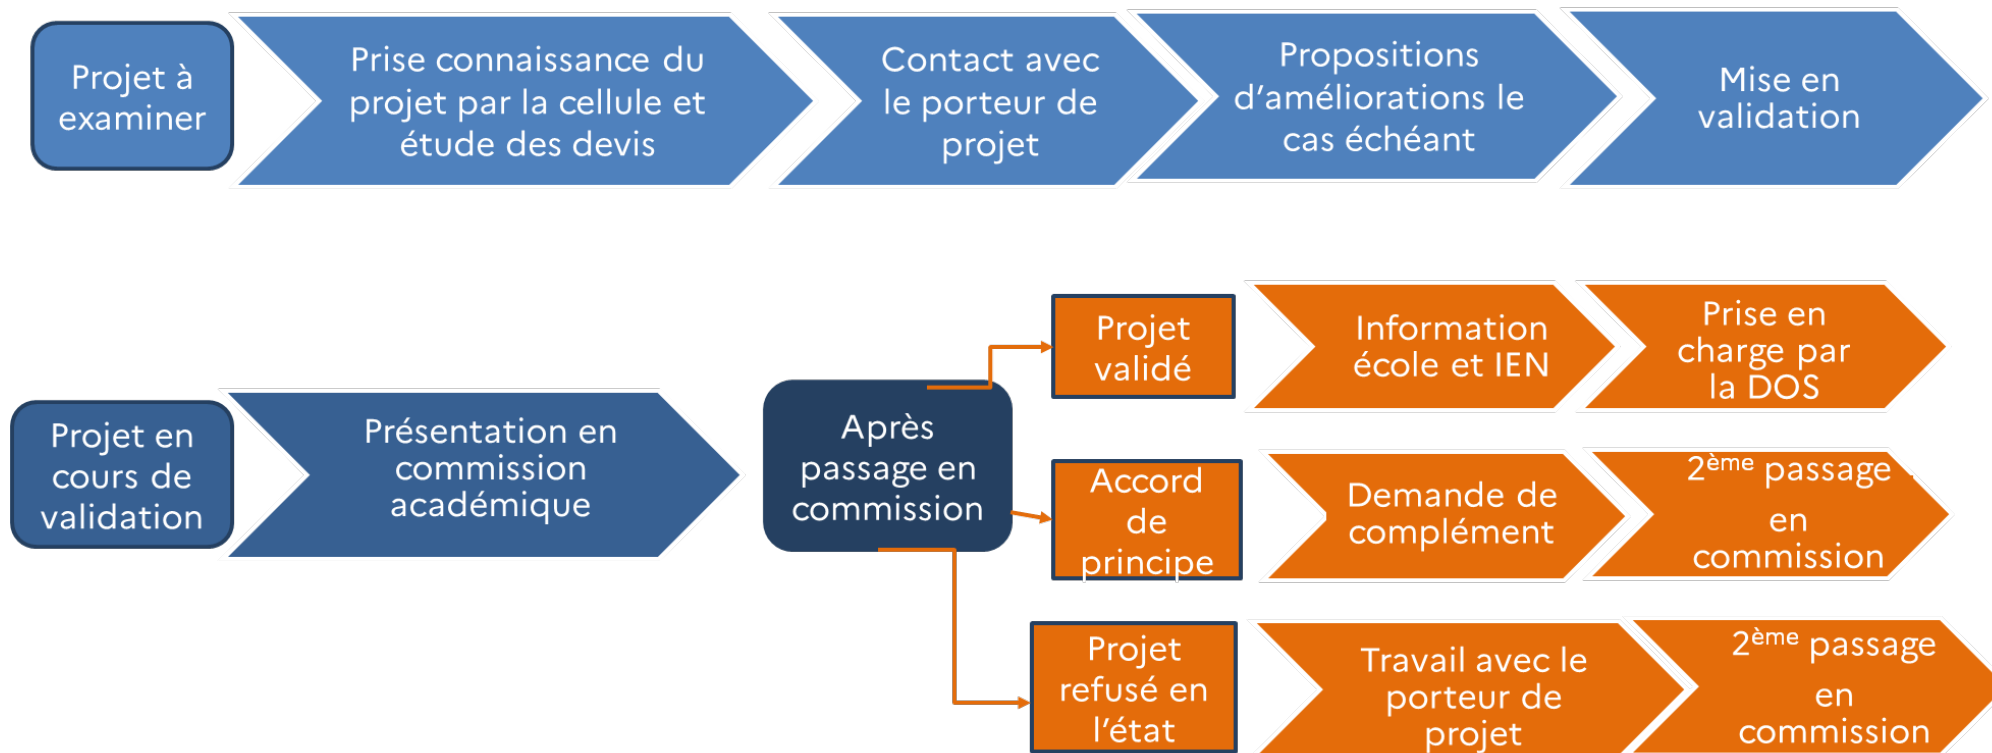 Projet à
examiner
Prise connaissance du
projet par la cellule et
étude des devis
Contact avec
le porteur de
projet
Propositions
d’améliorations le
cas échéant
Mise en
validation
Projet en
cours de
validation
Présentation en
commission
académique
Après
passage en
commission
Projet
validé
Information
école et IEN
Prise en
charge par
la DOS
Accord
de
principe
Demande de
complément
2ème passage
en
commission
Projet
refusé en
l’état
Travail avec le
porteur de
projet
2ème passage
en
commission